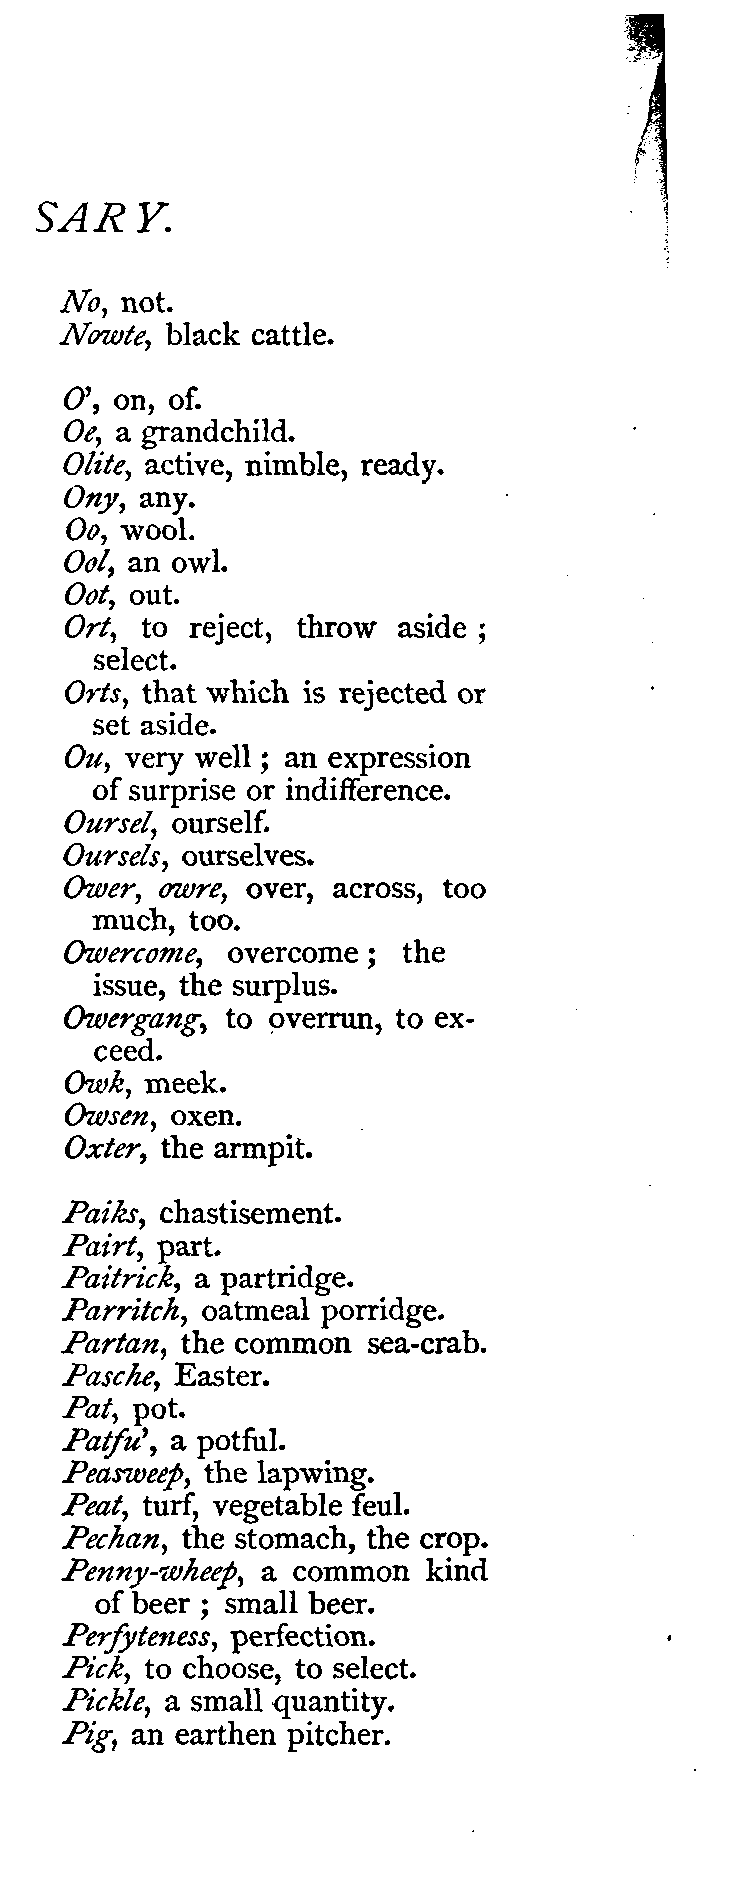 SARY.
No, not.
Nowte, black cattle.
O', on, of.
Oe, a grandchild.
Olite, active, nimble, ready.
Ony, any.
Oo, wool.
Ool, an owl.
Oot, out.
Ort, to reject, throw aside ;
select.
Orts, that which is rejected or
set aside.
Ou, very well ; an expression
of surprise or indifference.
Oursel, ourself.
Oursels, ourselves.
Ower, owre, over, across, too
much, too.
Owercome, overcome ; the
issue, the surplus.
Owergang, to overrun, to ex-
ceed.
Owk, meek.
Owsen, oxen.
Oxter, the armpit.
Paiks, chastisement.
Pairt, part.
Paitrick, a partridge.
Parritch, oatmeal porridge.
Partan, the common sea-crab.
Pasche, Easter.
Pat, pot.
Patfu', a potful.
Peasweep, the lapwing.
Peat, turf, vegetable feul.
Pechan, the stomach, the crop.
Penny-wheep, a common kind
of beer ; small beer.
Perfyteness, perfection.
Pick, to choose, to select.
Pickle, a small quantity.
Pig, an earthen pitcher.